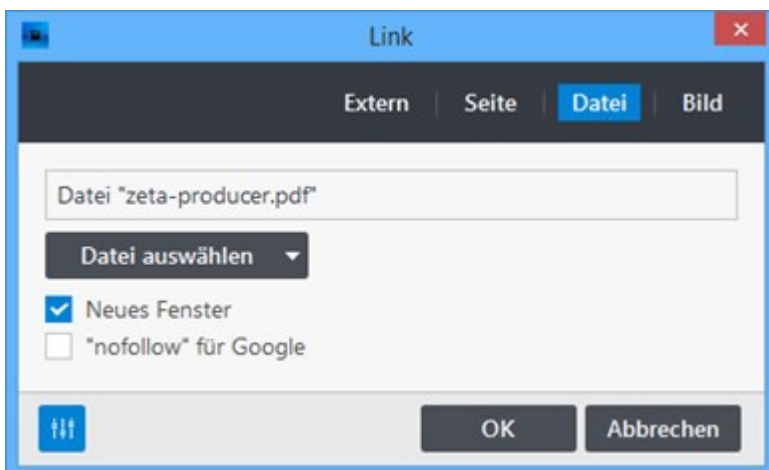 Link
Extern Seite Datei Bild
Datei "zeta-producer.pdf"
Datei auswählen
Neues Fenster
"nofollow" für Google
OK Abbrechen